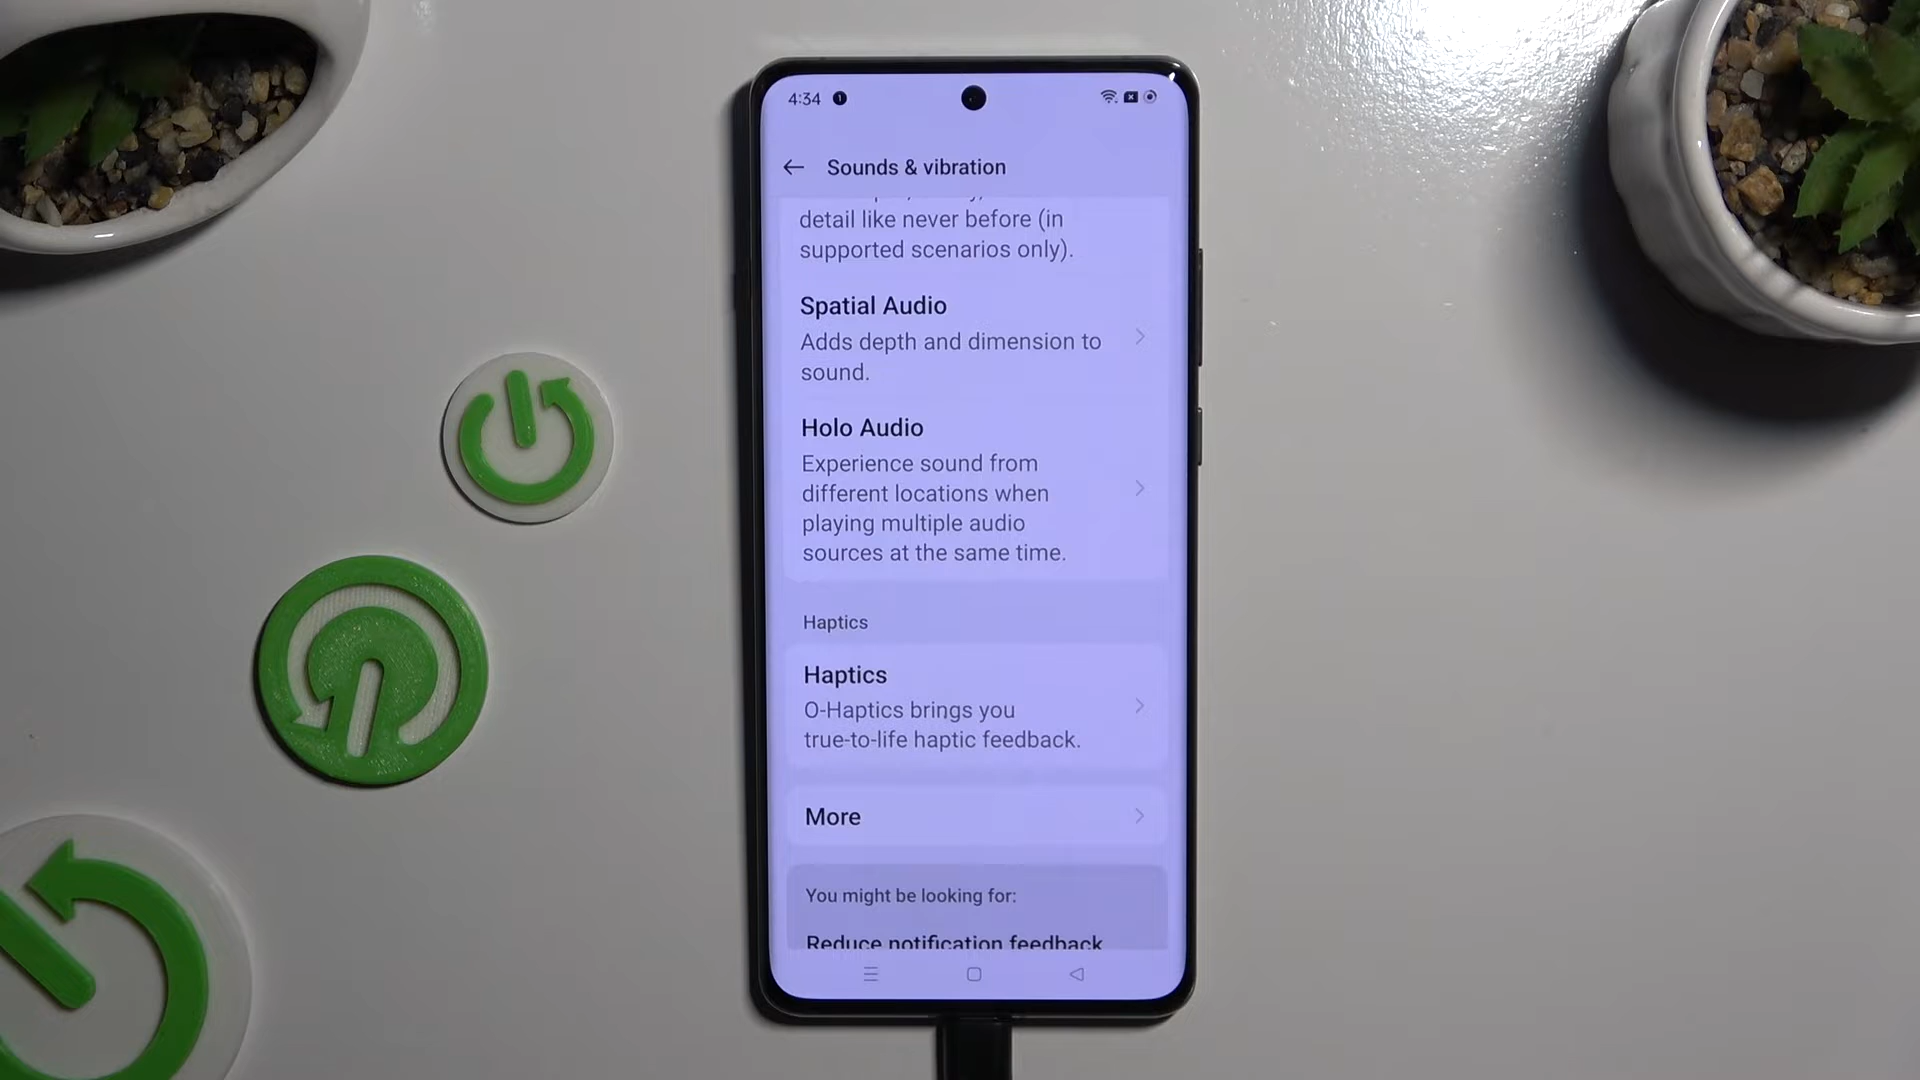 4:34
Sounds & vibration
detail like never before (in
supported scenarios only).
Spatial Audio
Adds depth and dimension to
sound.
Holo Audio
Experience sound from
different locations when
playing multiple audio
sources at the same time.
Haptics
Haptics
O-Haptics brings you
true-to-life haptic feedback.
More
You might be looking for:
Reduce notification feedback